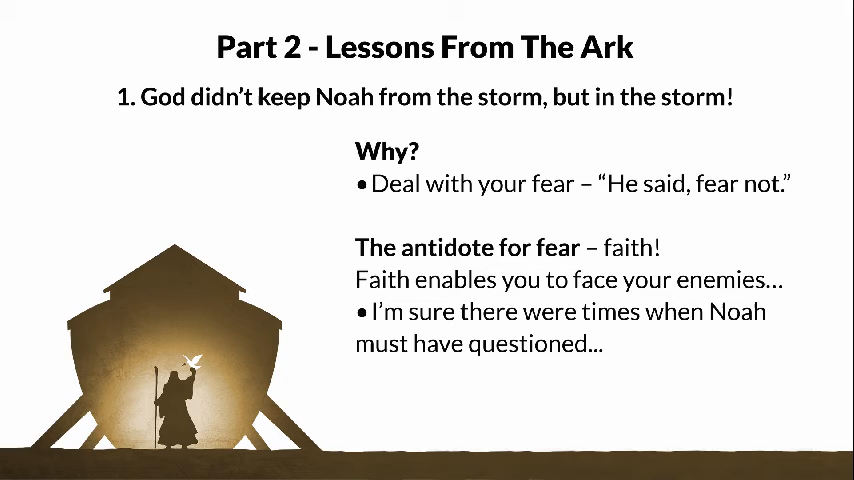 Part 2 - Lessons From The Ark
1. God didn’t keep Noah from the storm, but in the storm!
Why?
• Deal with your fear – “He said, fear not.”
The antidote for fear – faith!
Faith enables you to face your enemies...
• I’m sure there were times when Noah
must have questioned...